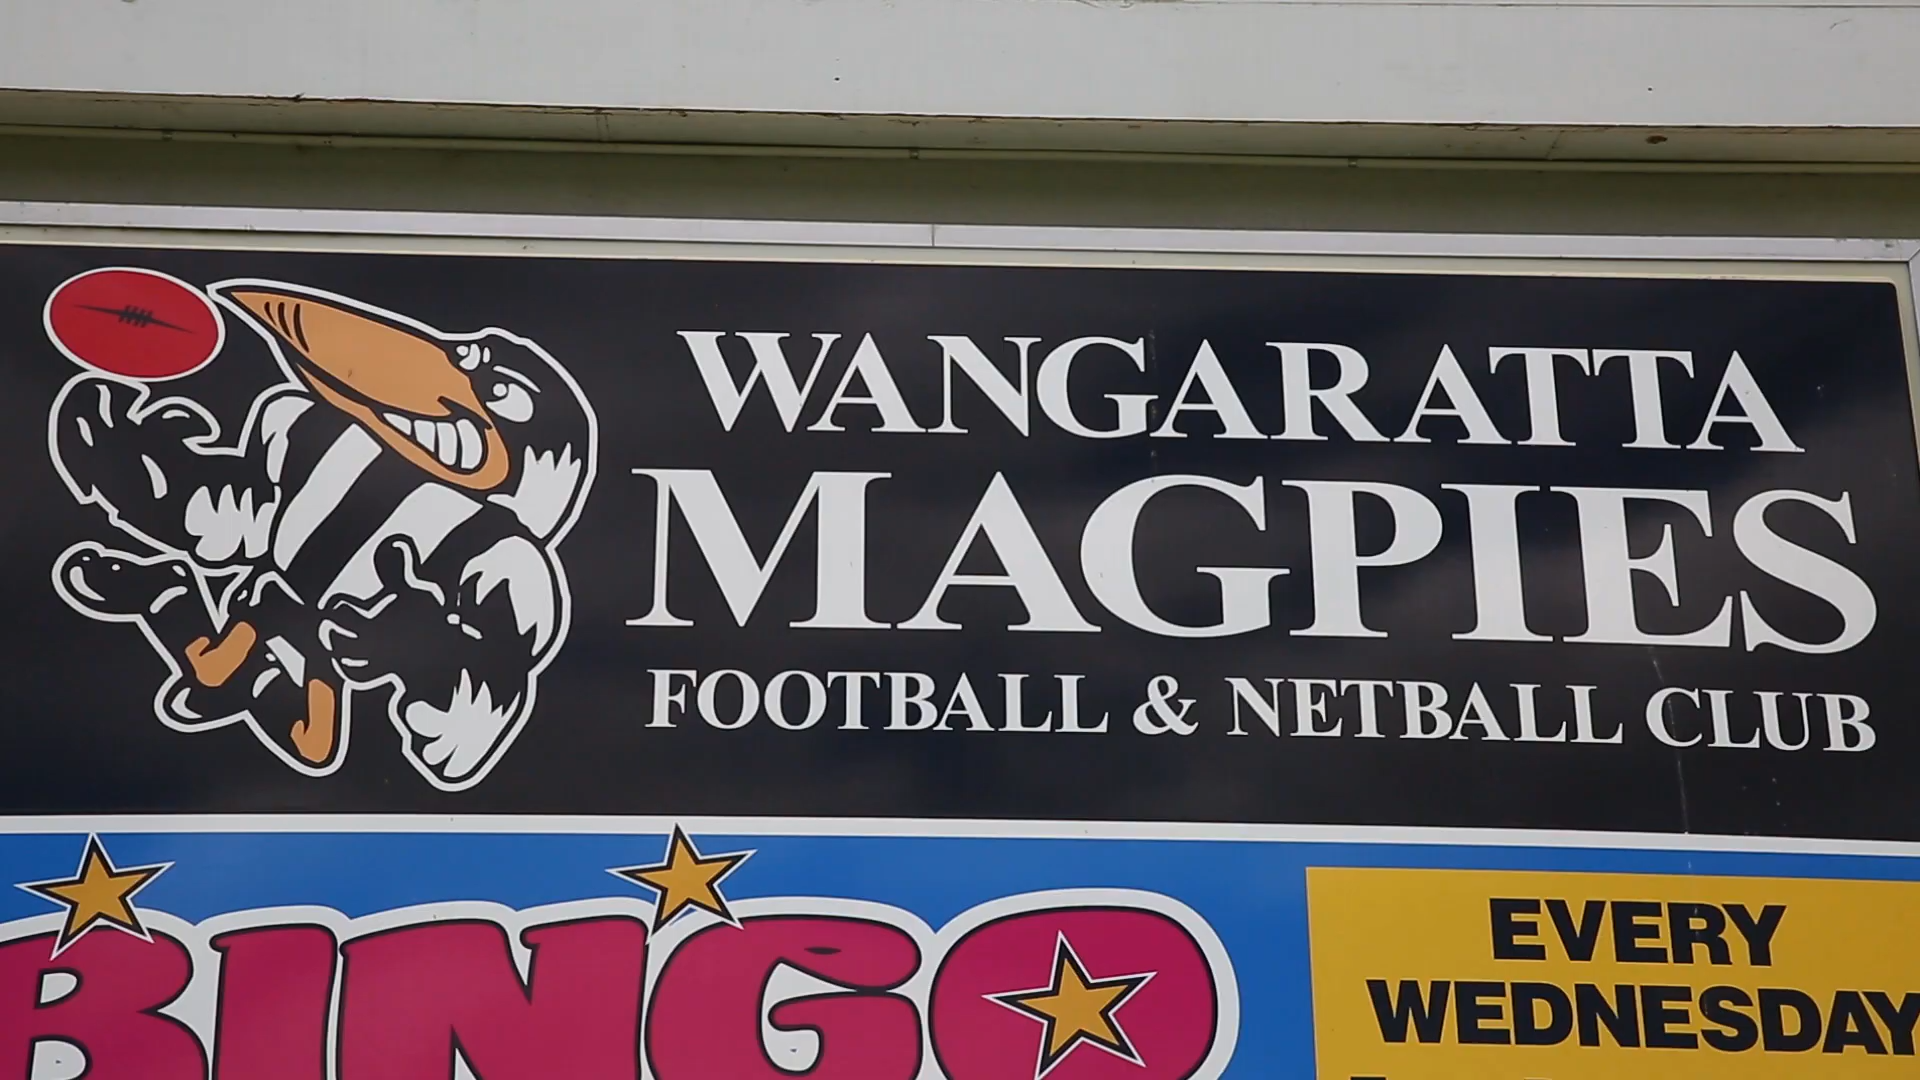 WANGARATTA
MAGPIES
FOOTBALL & NETBALL CLUB
BINGO
EVERY
WEDNESDAY